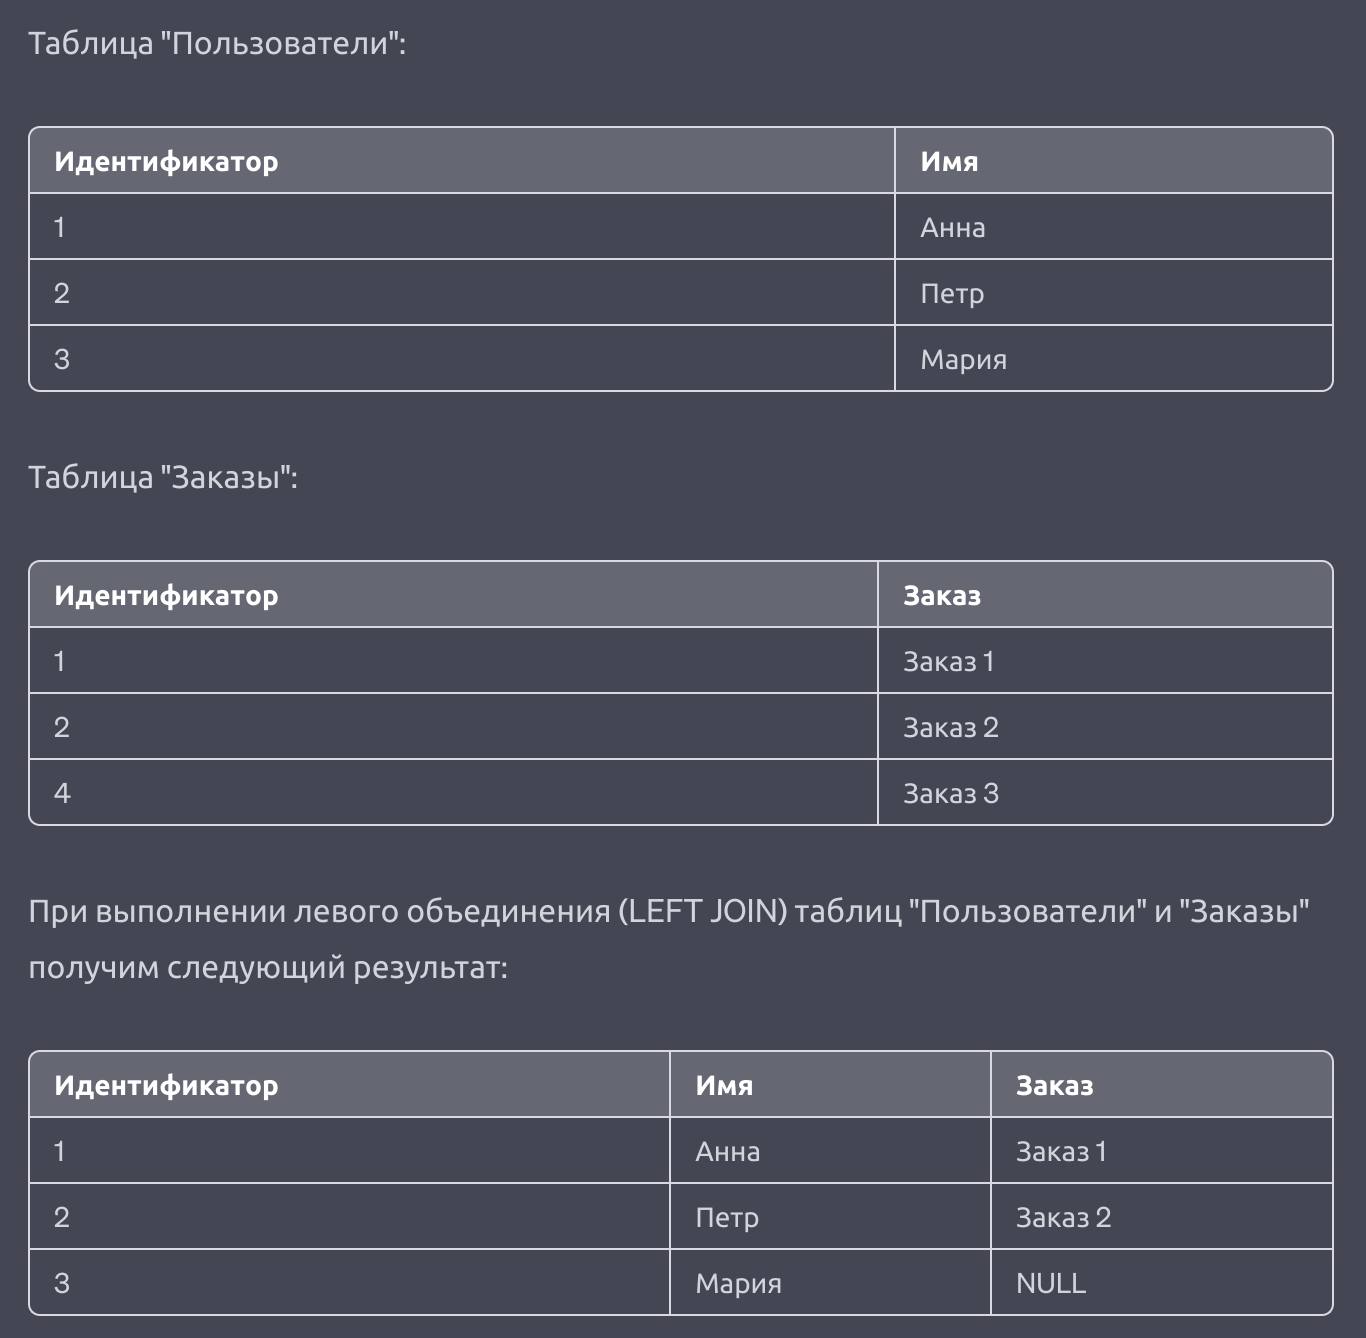 Таблица "Пользователи":
Идентификатор Имя
1 Анна
2 Петр
3 Мария
Таблица "Заказы":
Идентификатор Заказ
1 Заказ 1
2 Заказ 2
4 Заказ 3
При выполнении левого объединения (LEFT JOIN) таблиц "Пользователи" и "Заказы"
получим следующий результат:
Идентификатор Имя Заказ
1 Анна Заказ 1
2 Петр Заказ 2
3 Мария NULL